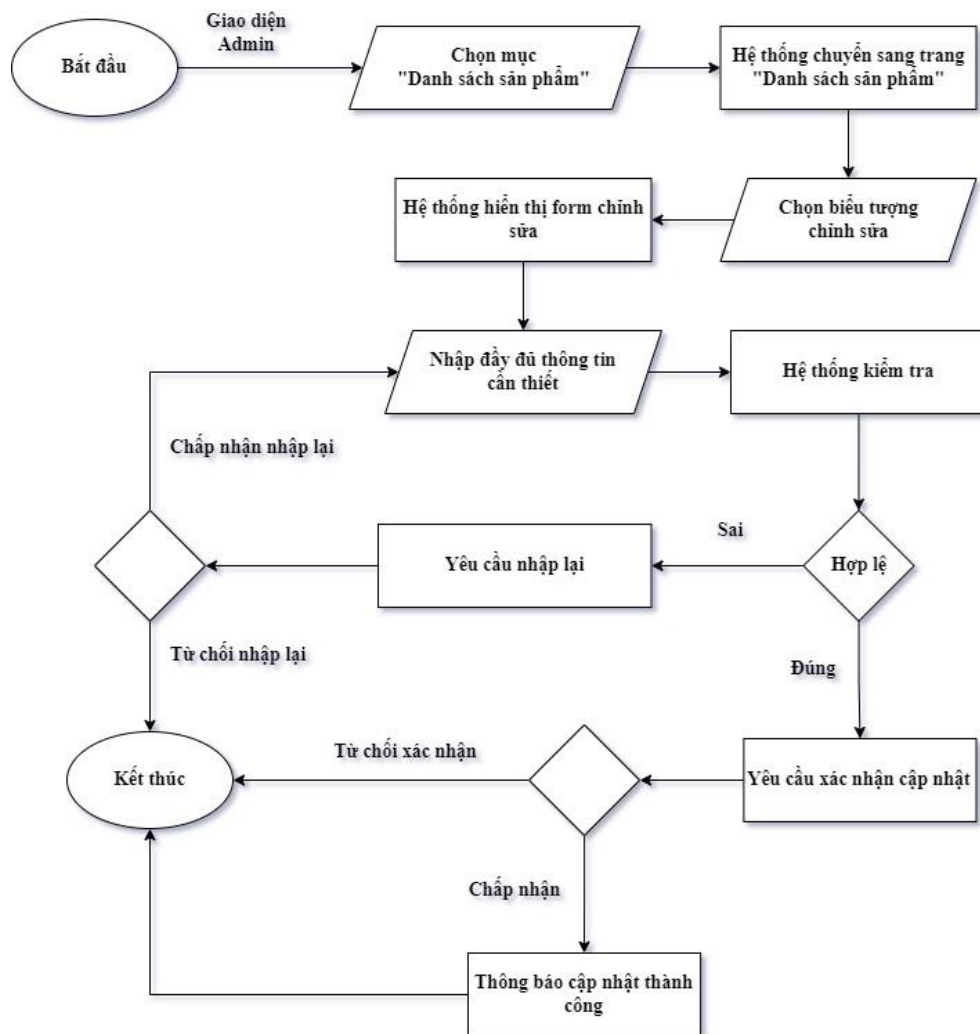 Giao diện
Admin
Bắt đầu
Chọn mục
"Danh sách sản phẩm"
Hệ thống chuyển sang trang
"Danh sách sản phẩm"
Chọn biểu tượng
chỉnh sửa
Hệ thống hiển thị form chỉnh
sửa
Nhập đầy đủ thông tin
cần thiết
Hệ thống kiểm tra
Chấp nhận nhập lại
Sai
Yêu cầu nhập lại
Hợp lệ
Từ chối nhập lại
Đúng
Từ chối xác nhận
Kết thúc
Yêu cầu xác nhận cập nhật
Chấp nhận
Thông báo cập nhật thành
công